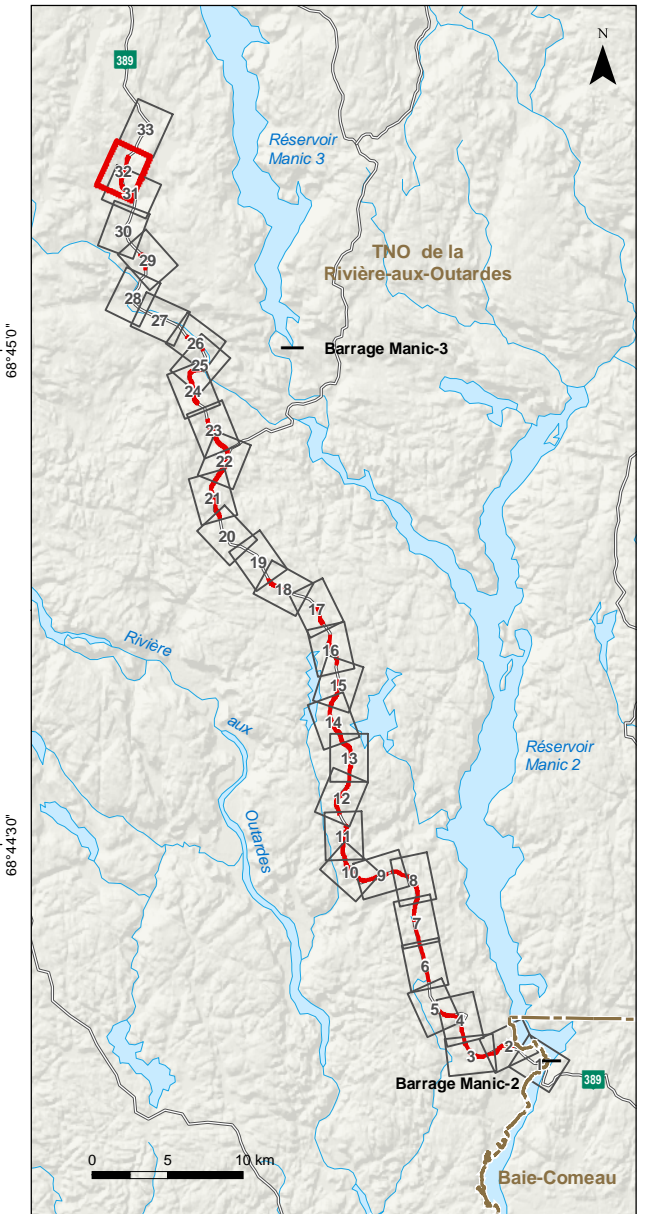 N
389
33
Réservoir
Manic 3
32
31
30
TNO de la
Rivière-aux-Outardes
29
28
27
26
68°45'0"
Barrage Manic-3
25
24
23
22
21
20
19
18
17
Rivière
16
15
aux
14
Réservoir
Manic 2
13
12
Outardes
11
68°44'30"
10
9
8
7
6
5
4
3
2
1
Barrage Manic-2
389
0 5 10 km
Baie-Comeau